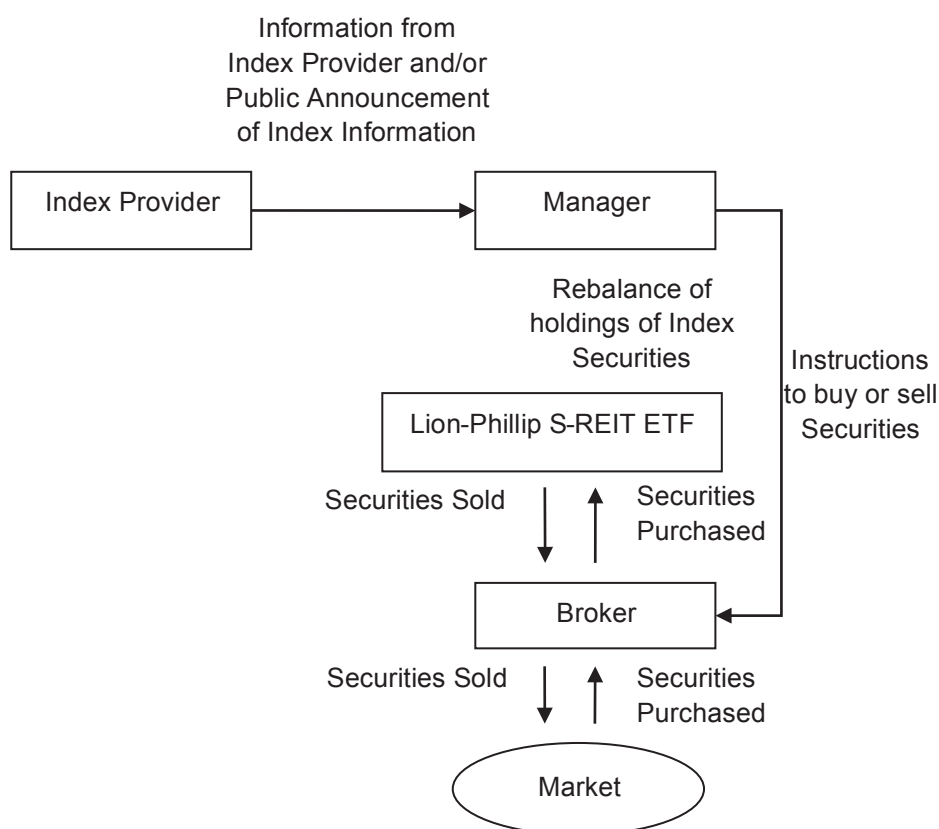 Information from
Index Provider and/or
Public Announcement
of Index Information
Index Provider
Manager
Rebalance of
holdings of Index
Securities
Instructions
to buy or sell
Securities
Lion-Phillip S-REIT ETF
Securities Sold
Securities
Purchased
Broker
Securities Sold
Securities
Purchased
Market